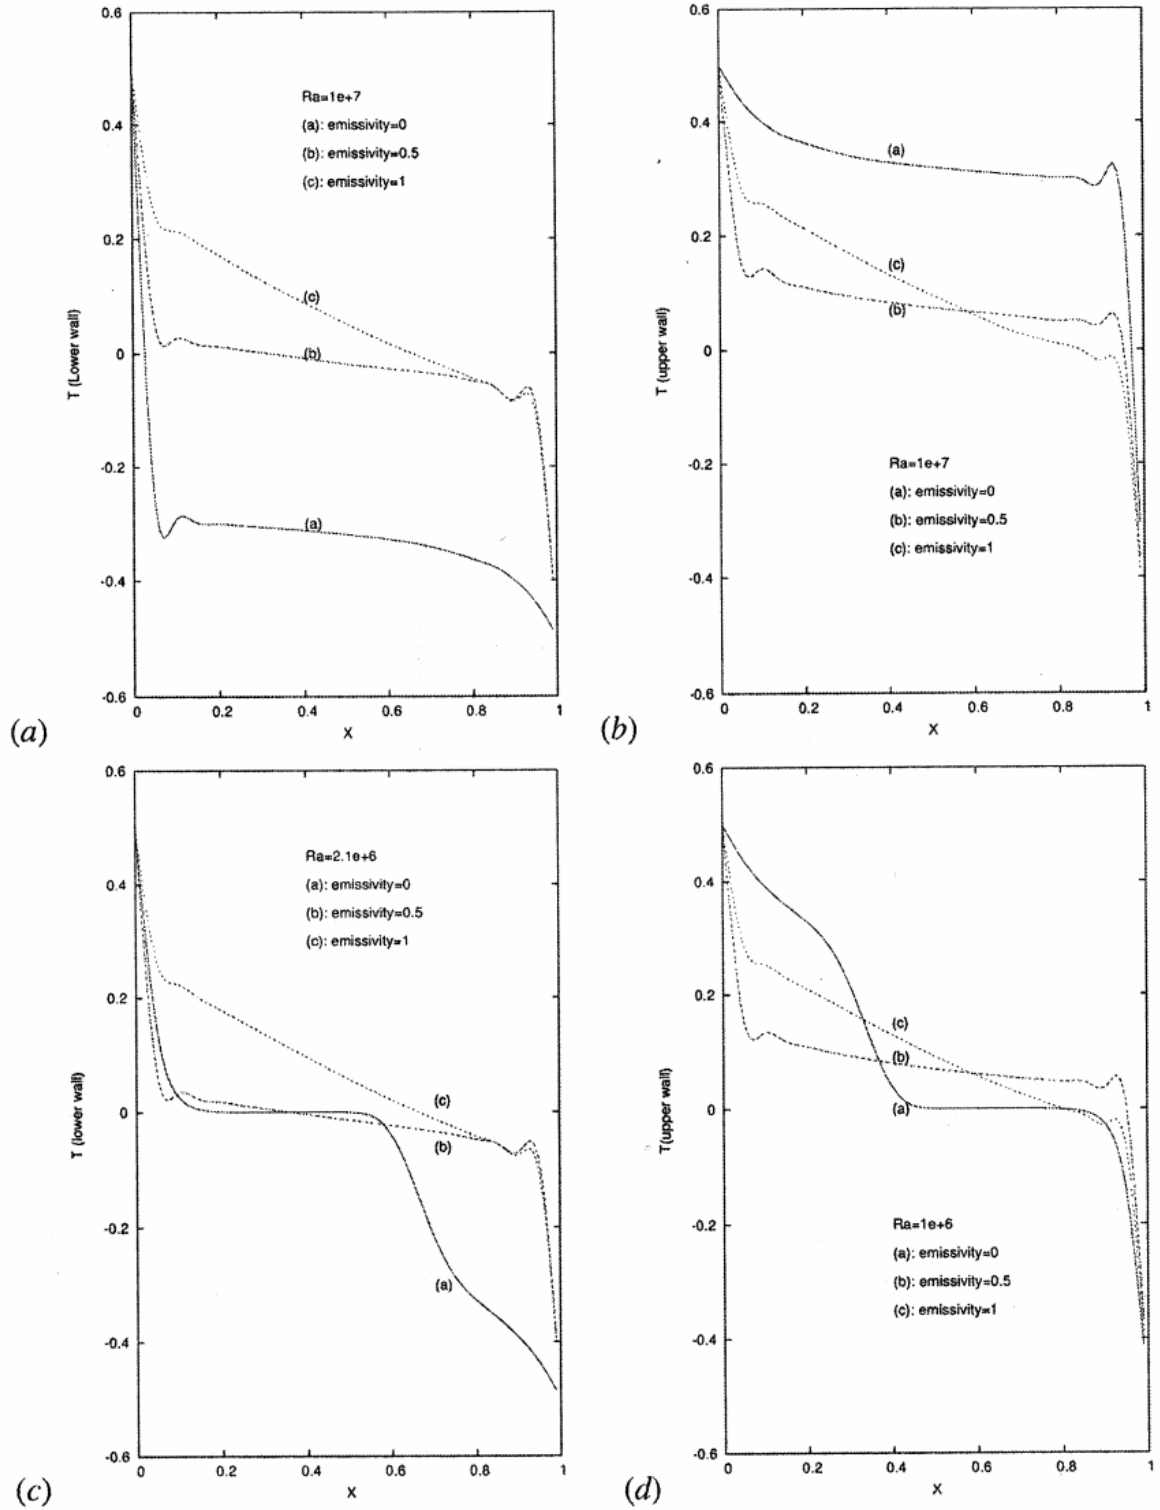 0.6
0.4
0.2
0
-0.2
-0.4
-0.6
T (Lower wall)
Ra=1e+7
(a): emissivity=0
(b): emissivity=0.5
(c): emissivity=1
(c)
(b)
(a)
0
0.2
0.4
0.6
0.8
1
X
(a)
0.6
0.4
0.2
0
-0.2
-0.4
-0.6
T (upper wall)
(a)
(c)
(b)
Ra=1e+7
(a): emissivity=0
(b): emissivity=0.5
(c): emissivity=1
0
0.2
0.4
0.6
0.8
1
X
(b)
0.6
0.4
0.2
0
-0.2
-0.4
-0.6
T (lower wall)
Ra=2.1e+6
(a): emissivity=0
(b): emissivity=0.5
(c): emissivity=1
(c)
(b)
(a)
0
0.2
0.4
0.6
0.8
1
X
(c)
0.6
0.4
0.2
0
-0.2
-0.4
-0.6
T(upper wall)
(c)
(b)
(a)
Ra=1e+6
(a): emissivity=0
(b): emissivity=0.5
(c): emissivity=1
0
0.2
0.4
0.6
0.8
1
X
(d)